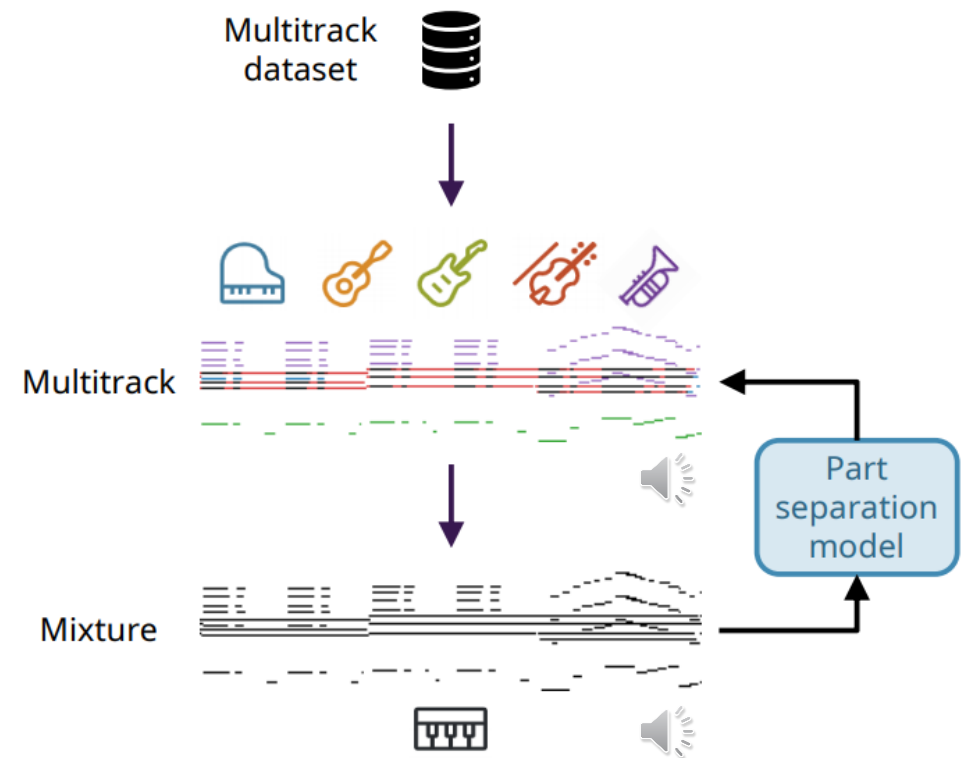 Multitrack
dataset
Multitrack
Part
separation
model
Mixture